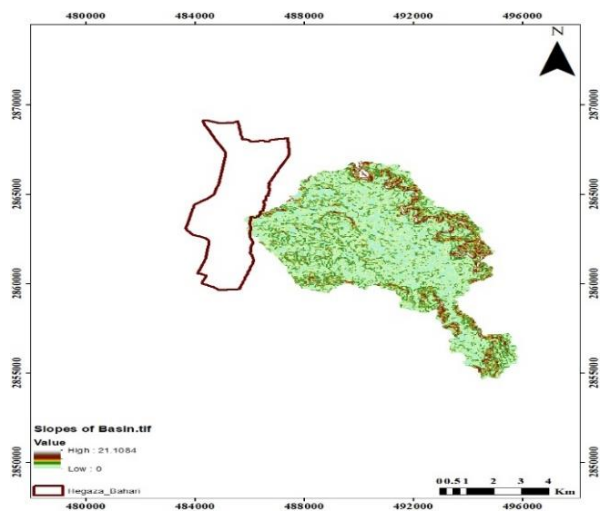 480000 484000 488000 492000 496000
N
2870000 2870000
2865000 2865000
2860000 2860000
2855000 2855000
2850000 2850000
Slopes of Basin.tif
Value
High : 21.1084
Low : 0
Hegaza_Bahari
0 0.5 1 2 3 4
Km
480000 484000 488000 492000 496000